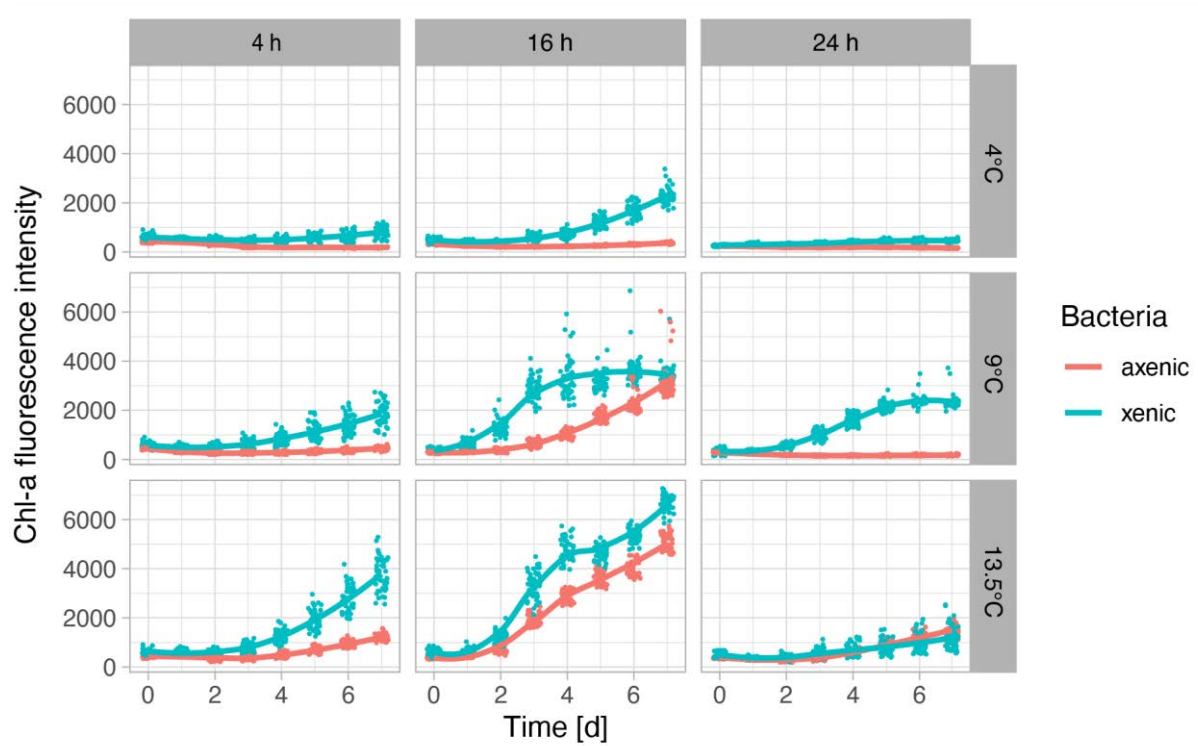 4 h 16 h 24 h
6000
4000
2000
0
4°C
6000
4000
2000
0
9°C
6000
4000
2000
0
13.5°C
0 2 4 6 0 2 4 6 0 2 4 6
Time [d]
Chl-a fluorescence intensity
Bacteria
axenic
xenic